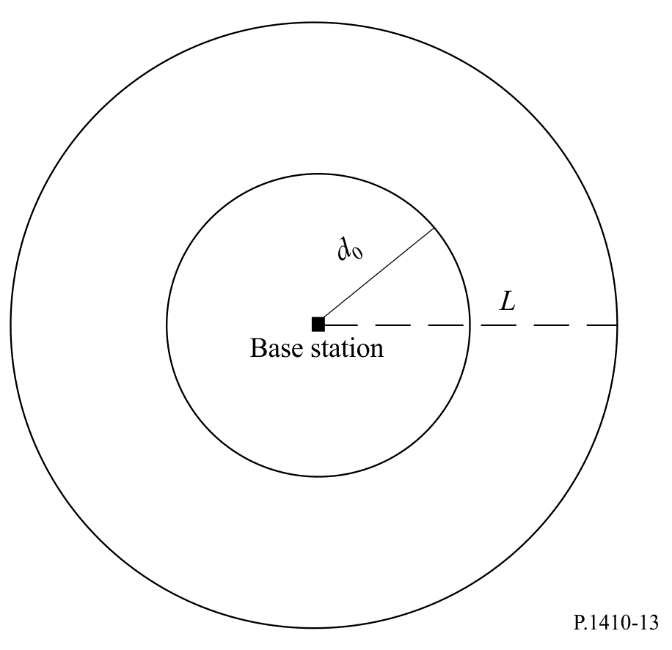 d₀
L
Base station
P.1410-13